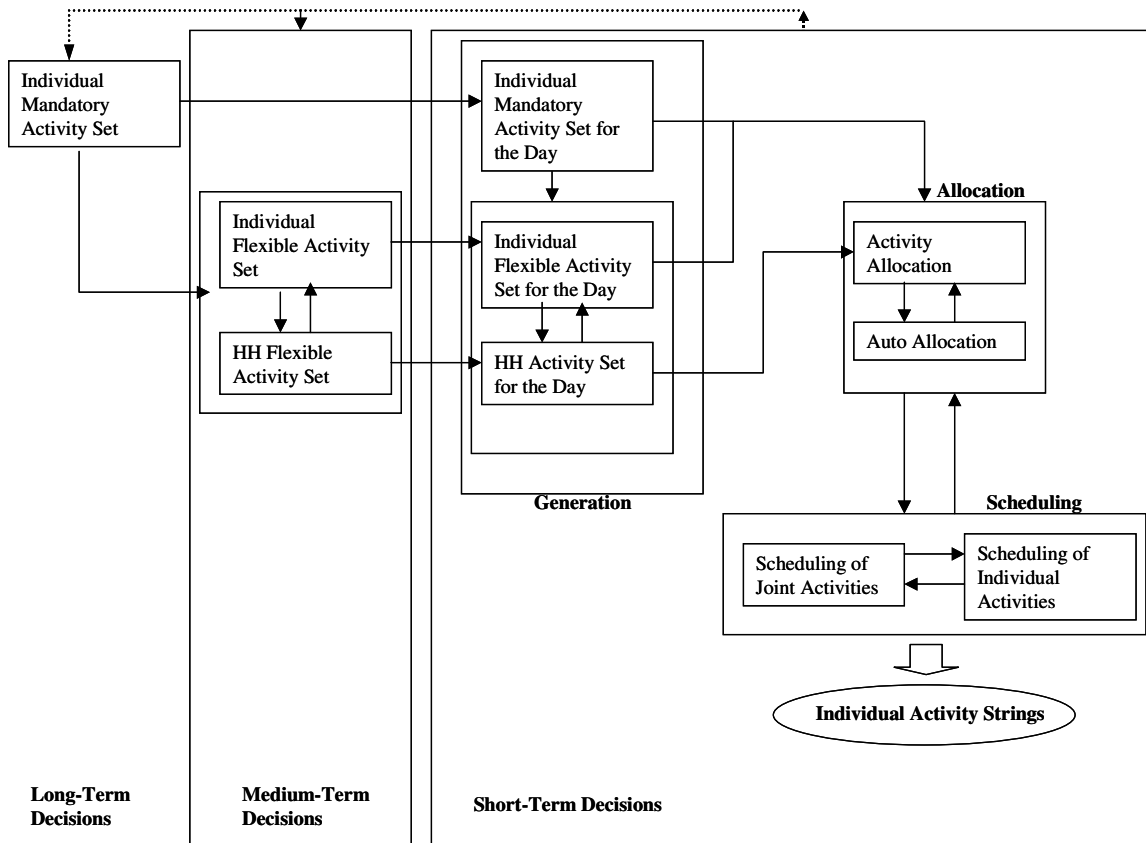 Individual
Mandatory
Activity Set
Individual
Mandatory
Activity Set for
the Day
Allocation
Individual
Flexible Activity
Set
Individual
Flexible Activity
Set for the Day
Activity
Allocation
Auto Allocation
HH Flexible
Activity Set
HH Activity Set
for the Day
Generation
Scheduling
Scheduling of
Joint Activities
Scheduling of
Individual
Activities
Individual Activity Strings
Long-Term
Decisions
Medium-Term
Decisions
Short-Term Decisions